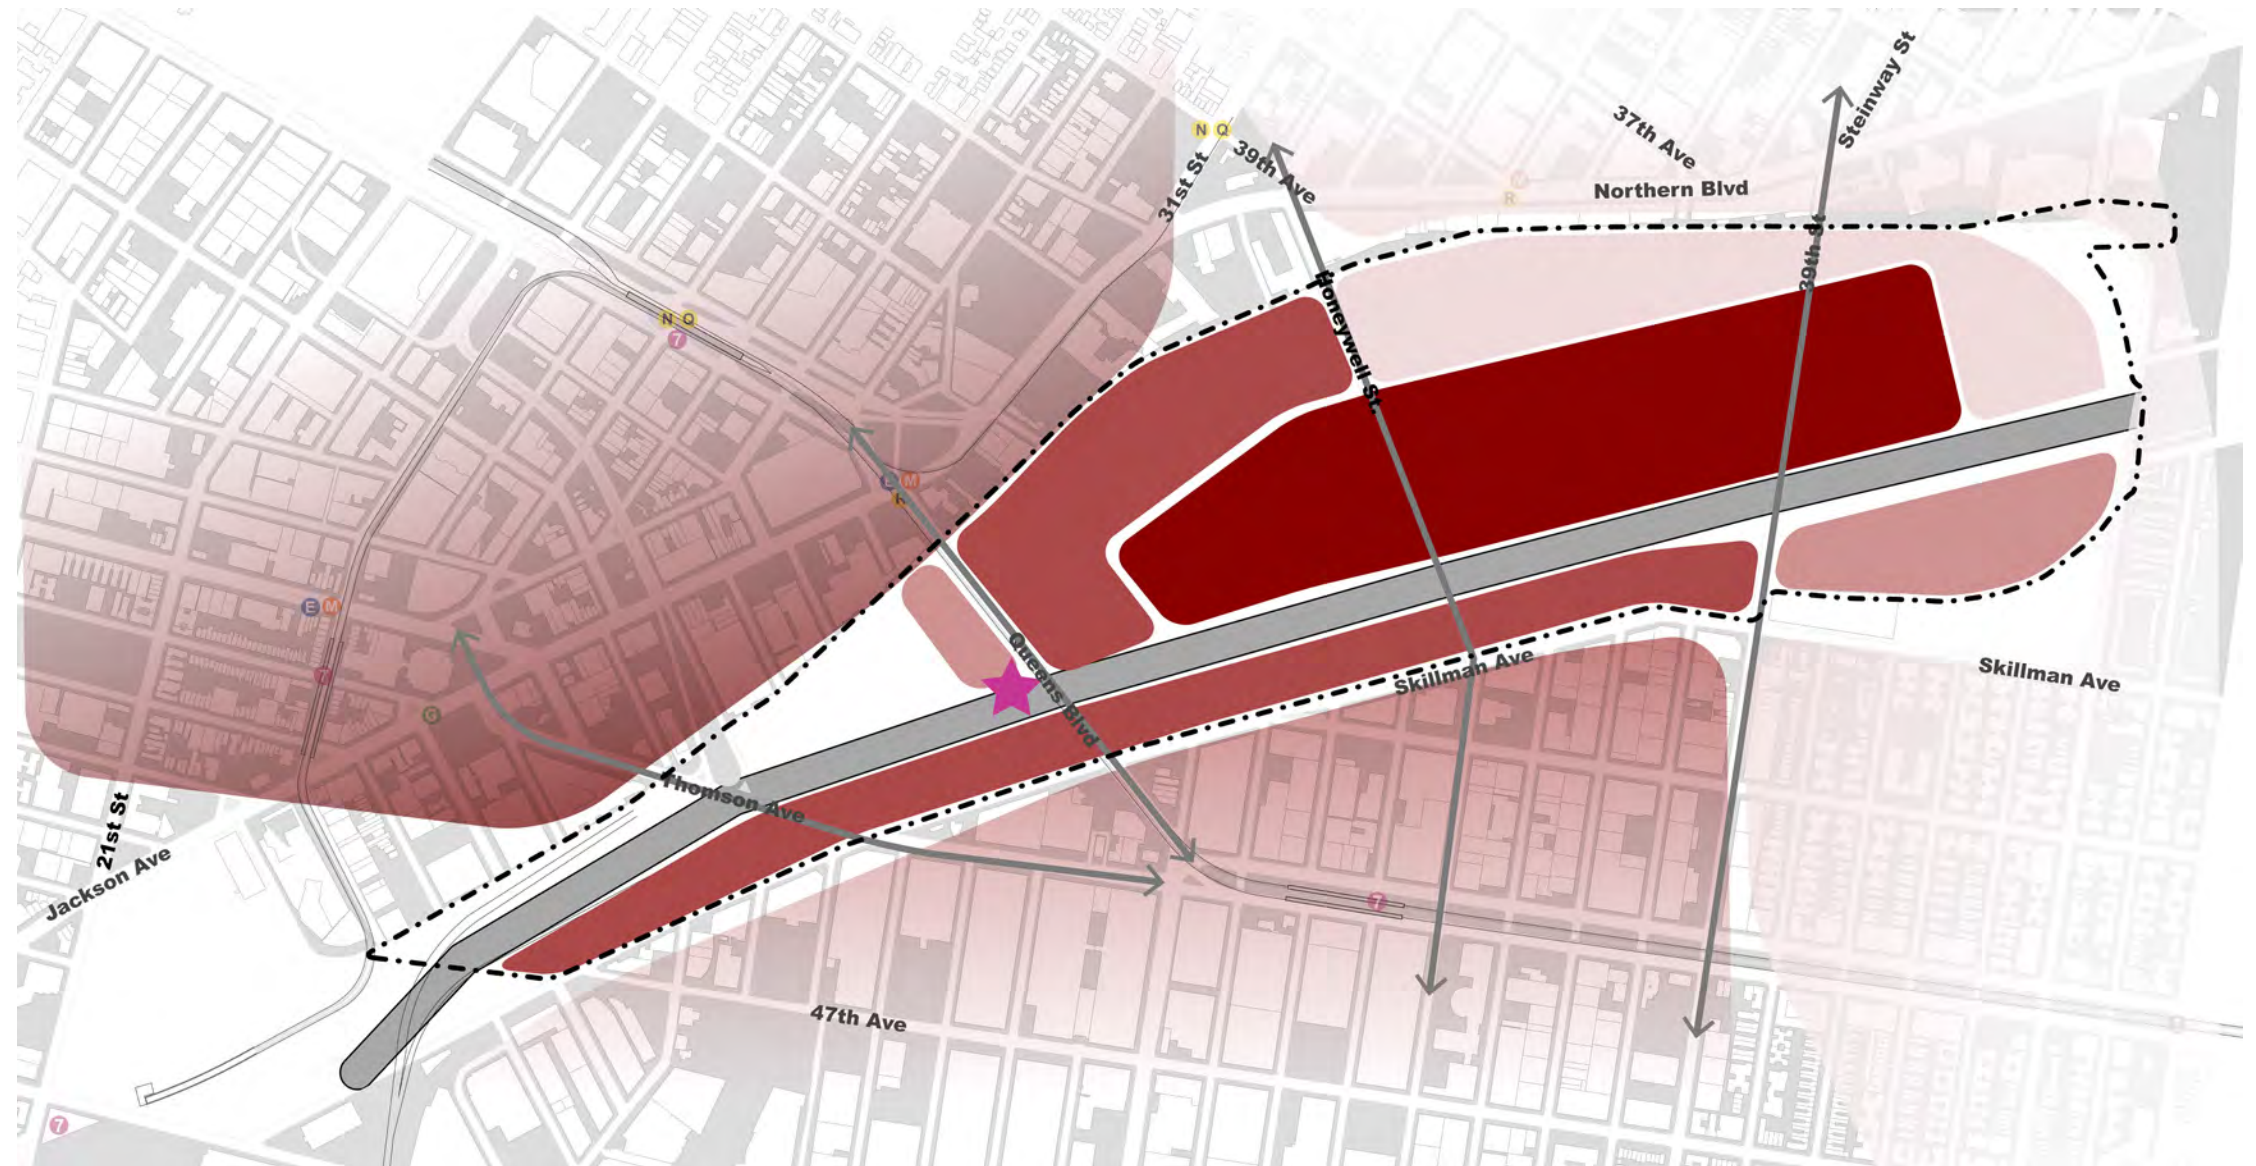 Steinway St
37th Ave
N Q
39th Ave
31st St
Northern Blvd
R
39th St
Honeywell St.
N Q
7
M
R
E M
Queens Blvd
7
Skillman Ave
Skillman Ave
G
Thomson Ave
21st St
Jackson Ave
7
47th Ave
7